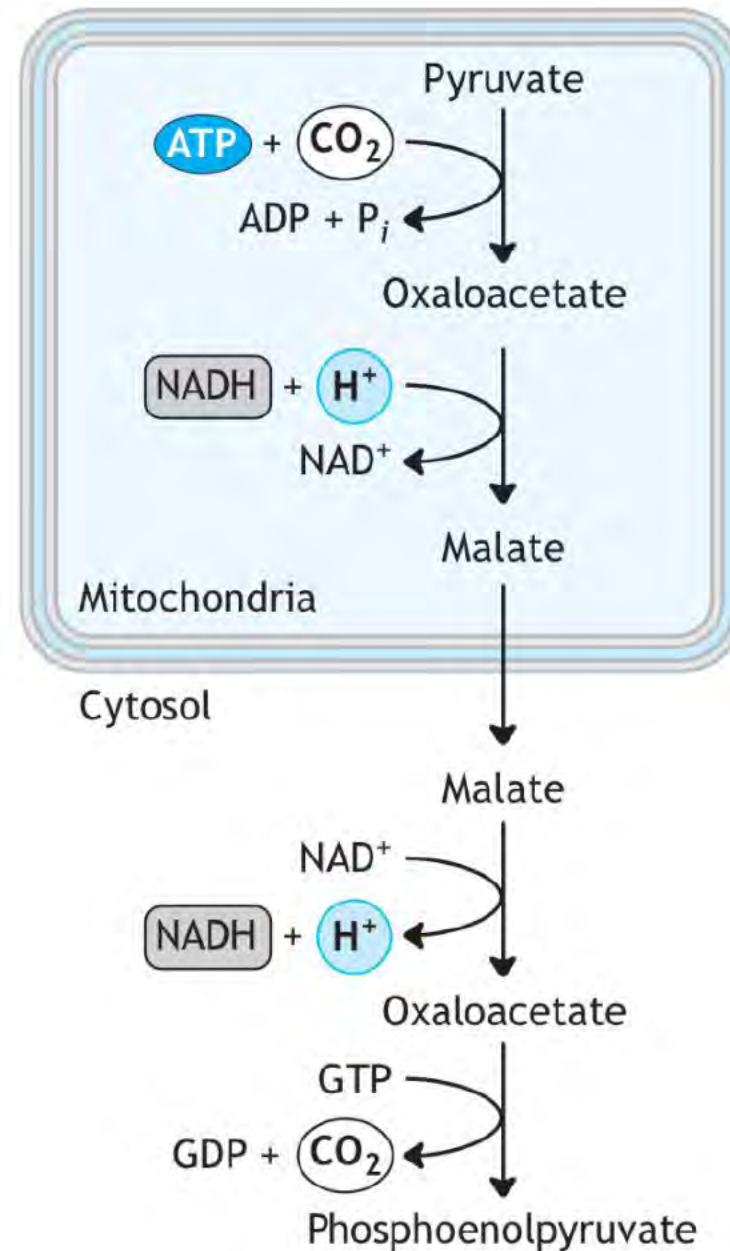 Pyruvate
ATP + CO₂
ADP + Pᵢ
Oxaloacetate
NADH + H⁺
NAD⁺
Malate
Mitochondria
Cytosol
Malate
NAD⁺
NADH + H⁺
Oxaloacetate
GTP
GDP + CO₂
Phosphoenolpyruvate